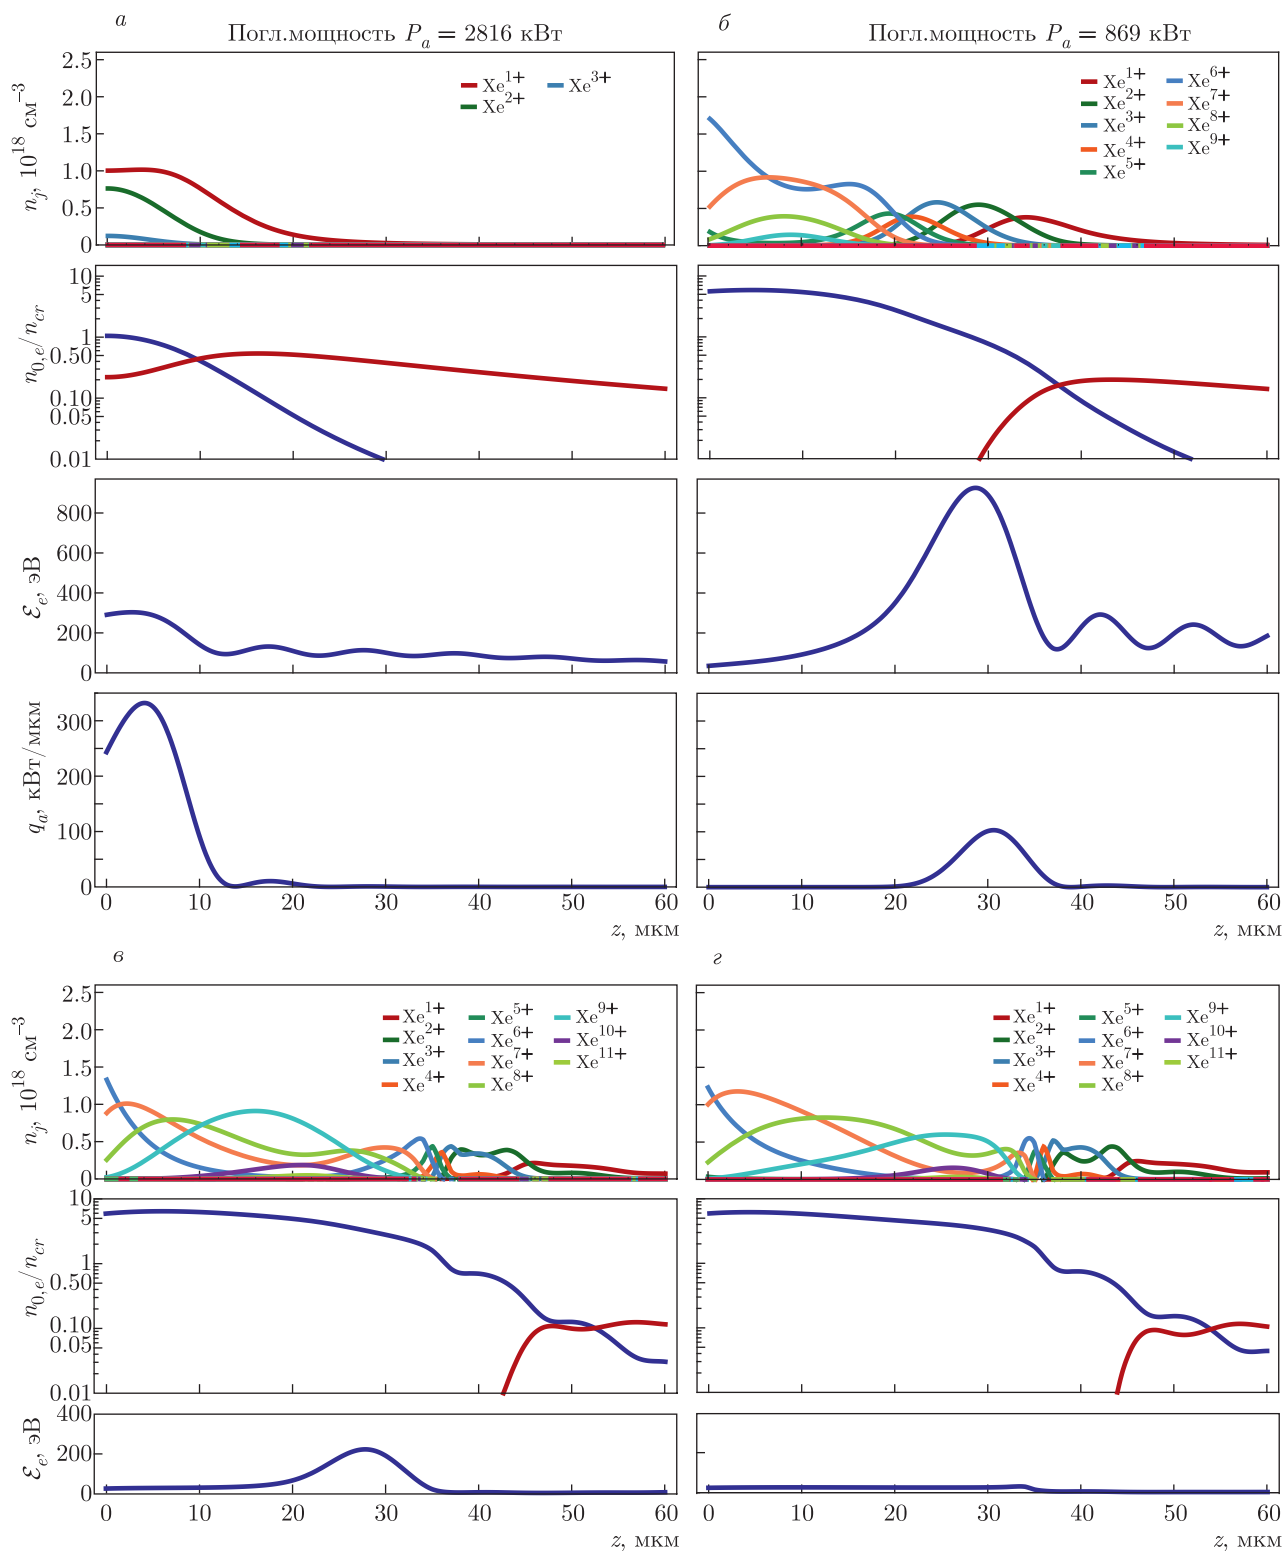 а
Погл.мощность P_a = 2816 кВт
n_j, 10^18 см^−3
2.5
2.0
1.5
1.0
0.5
0
Xe^1+
Xe^2+
Xe^3+
n_0,e/n_cr
10
5
1
0.50
0.10
0.05
0.01
ℰ_e, эВ
800
600
400
200
0
q_a, кВт/мкм
300
200
100
0
0 10 20 30 40 50 60
z, мкм
б
Погл.мощность P_a = 869 кВт
Xe^1+
Xe^2+
Xe^3+
Xe^4+
Xe^5+
Xe^6+
Xe^7+
Xe^8+
Xe^9+
0 10 20 30 40 50 60
z, мкм
в
n_j, 10^18 см^−3
2.5
2.0
1.5
1.0
0.5
0
Xe^1+
Xe^2+
Xe^3+
Xe^4+
Xe^5+
Xe^6+
Xe^7+
Xe^8+
Xe^9+
Xe^10+
Xe^11+
n_0,e/n_cr
10
5
1
0.50
0.10
0.05
0.01
ℰ_e, эВ
400
200
0
0 10 20 30 40 50 60
z, мкм
г
Xe^1+
Xe^2+
Xe^3+
Xe^4+
Xe^5+
Xe^6+
Xe^7+
Xe^8+
Xe^9+
Xe^10+
Xe^11+
0 10 20 30 40 50 60
z, мкм